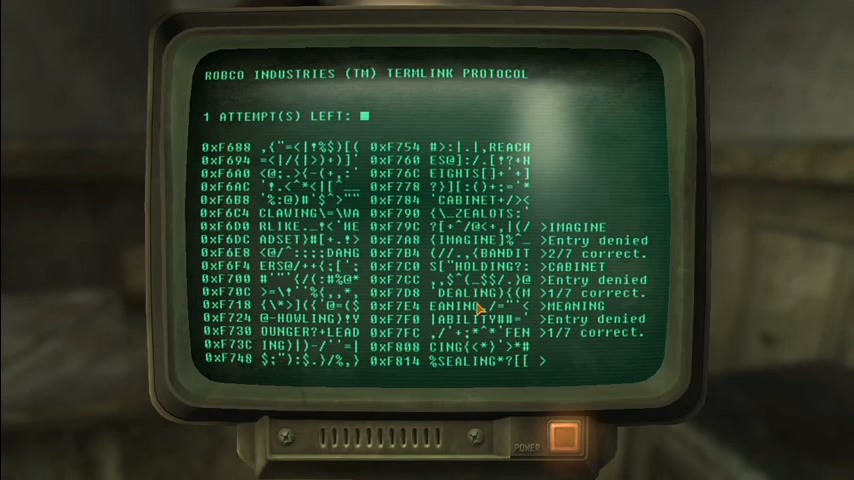 ROBCO INDUSTRIES (TM) TERMLINK PROTOCOL
1 ATTEMPT(S) LEFT:
0xF688 ,{"=<|!%$)[( 0xF754 #>:|.|,REACH
0xF694 =<|/{|>)+)]' 0xF760 ES@]:/.[!?+H
0xF6A0 <@;.>{-(+,:' 0xF76C EIGHTS[]+'+]
0xF6AC '!.<^*<|[^__ 0xF778 ?}][:()+;='*
0xF6B8 '%:@)#'$^>"" 0xF784 'CABINET+/><
0xF6C4 CLAWING\=\WA 0xF790 {\_ZEALOTS:'
0xF6D0 RLIKE._!<'HE 0xF79C ?[+^/@<+,|(/ >IMAGINE
0xF6DC ADSET}#[+.!> 0xF7A8 {IMAGINE]%^_ >Entry denied
0xF6E8 <@/^:;:;DANG 0xF7B4 (//.,{BANDIT >2/7 correct.
0xF6F4 ERS@/++{;['; 0xF7C0 S["HOLDING?: >CABINET
0xF700 #'"'{/(:#%@* 0xF7CC ,,$^(_$$/.}@ >Entry denied
0xF70C >=\!''%{,,*, 0xF7D8 'DEALING){(M >1/7 correct.
0xF718 {\*>]({'@=($ 0xF7E4 EANING /="'< >MEANING
0xF724 @-HOWLING)!Y 0xF7F0 |ABILITY##=' >Entry denied
0xF730 OUNGER?+LEAD 0xF7FC ,/'+;*^*'FEN >1/7 correct.
0xF73C ING)|)-/''=| 0xF808 CING{<*}'>*#
0xF748 $;"):$.}/%,} 0xF814 %SEALING*?[[ >
POWER